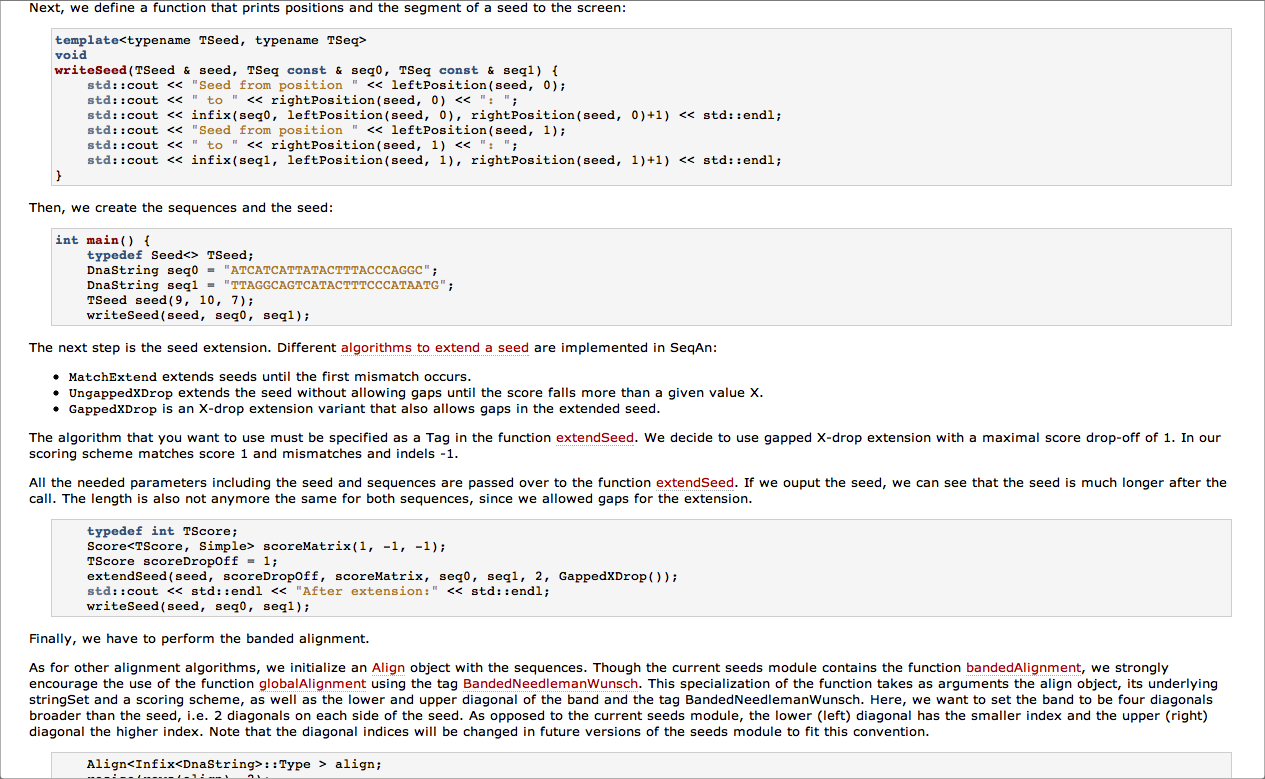 Next, we define a function that prints positions and the segment of a seed to the screen:
template<typename TSeed, typename TSeq>
void
writeSeed(TSeed & seed, TSeq const & seq0, TSeq const & seq1) {
    std::cout << "Seed from position " << leftPosition(seed, 0);
    std::cout << " to " << rightPosition(seed, 0) << ": ";
    std::cout << infix(seq0, leftPosition(seed, 0), rightPosition(seed, 0)+1) << std::endl;
    std::cout << "Seed from position " << leftPosition(seed, 1);
    std::cout << " to " << rightPosition(seed, 1) << ": ";
    std::cout << infix(seq1, leftPosition(seed, 1), rightPosition(seed, 1)+1) << std::endl;
}
Then, we create the sequences and the seed:
int main() {
    typedef Seed<> TSeed;
    DnaString seq0 = "ATCATCATTATACTTTACCCAGGC";
    DnaString seq1 = "TTAGGCAGTCATACTTTCCCATAATG";
    TSeed seed(9, 10, 7);
    writeSeed(seed, seq0, seq1);
The next step is the seed extension. Different algorithms to extend a seed are implemented in SeqAn:
• MatchExtend extends seeds until the first mismatch occurs.
• UngappedXDrop extends the seed without allowing gaps until the score falls more than a given value X.
• GappedXDrop is an X-drop extension variant that also allows gaps in the extended seed.
The algorithm that you want to use must be specified as a Tag in the function extendSeed. We decide to use gapped X-drop extension with a maximal score drop-off of 1. In our
scoring scheme matches score 1 and mismatches and indels -1.
All the needed parameters including the seed and sequences are passed over to the function extendSeed. If we ouput the seed, we can see that the seed is much longer after the
call. The length is also not anymore the same for both sequences, since we allowed gaps for the extension.
    typedef int TScore;
    Score<TScore, Simple> scoreMatrix(1, -1, -1);
    TScore scoreDropOff = 1;
    extendSeed(seed, scoreDropOff, scoreMatrix, seq0, seq1, 2, GappedXDrop());
    std::cout << std::endl << "After extension:" << std::endl;
    writeSeed(seed, seq0, seq1);
Finally, we have to perform the banded alignment.
As for other alignment algorithms, we initialize an Align object with the sequences. Though the current seeds module contains the function bandedAlignment, we strongly
encourage the use of the function globalAlignment using the tag BandedNeedlemanWunsch. This specialization of the function takes as arguments the align object, its underlying
stringSet and a scoring scheme, as well as the lower and upper diagonal of the band and the tag BandedNeedlemanWunsch. Here, we want to set the band to be four diagonals
broader than the seed, i.e. 2 diagonals on each side of the seed. As opposed to the current seeds module, the lower (left) diagonal has the smaller index and the upper (right)
diagonal the higher index. Note that the diagonal indices will be changed in future versions of the seeds module to fit this convention.
    Align<Infix<DnaString>::Type > align;